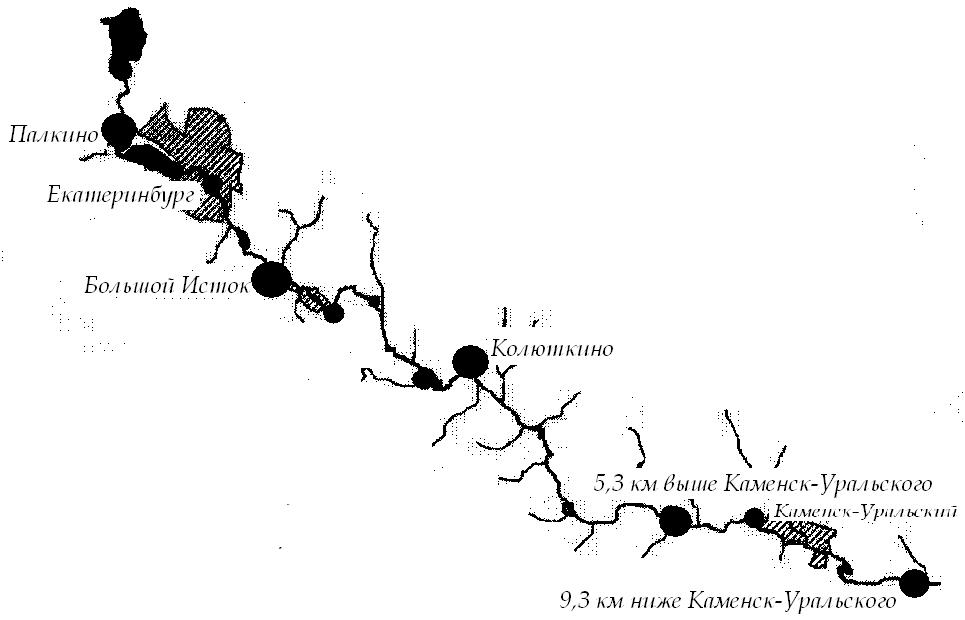 Палкино
Екатеринбург
Большой Исток
Колюткино
5,3 км выше Каменск-Уральского
Каменск-Уральский
9,3 км ниже Каменск-Уральского